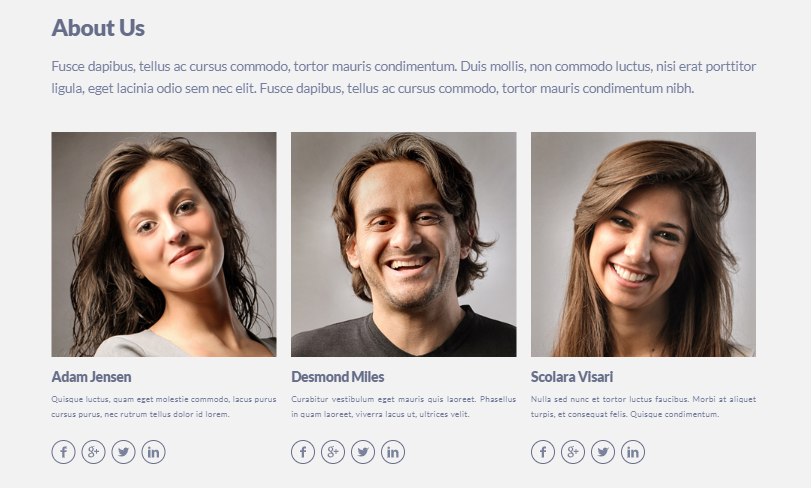 About Us
Fusce dapibus, tellus ac cursus commodo, tortor mauris condimentum. Duis mollis, non commodo luctus, nisi erat porttitor
ligula, eget lacinia odio sem nec elit. Fusce dapibus, tellus ac cursus commodo, tortor mauris condimentum nibh.
Adam Jensen
Quisque luctus, quam eget molestie commodo, lacus purus
cursus purus, nec rutrum tellus dolor id lorem.
f g+ in
Desmond Miles
Curabitur vestibulum eget mauris quis laoreet. Phasellus
in quam laoreet, viverra lacus ut, ultrices velit.
f g+ in
Scolara Visari
Nulla sed nunc et tortor luctus faucibus. Morbi at aliquet
turpis, et consequat felis. Quisque condimentum.
f g+ in